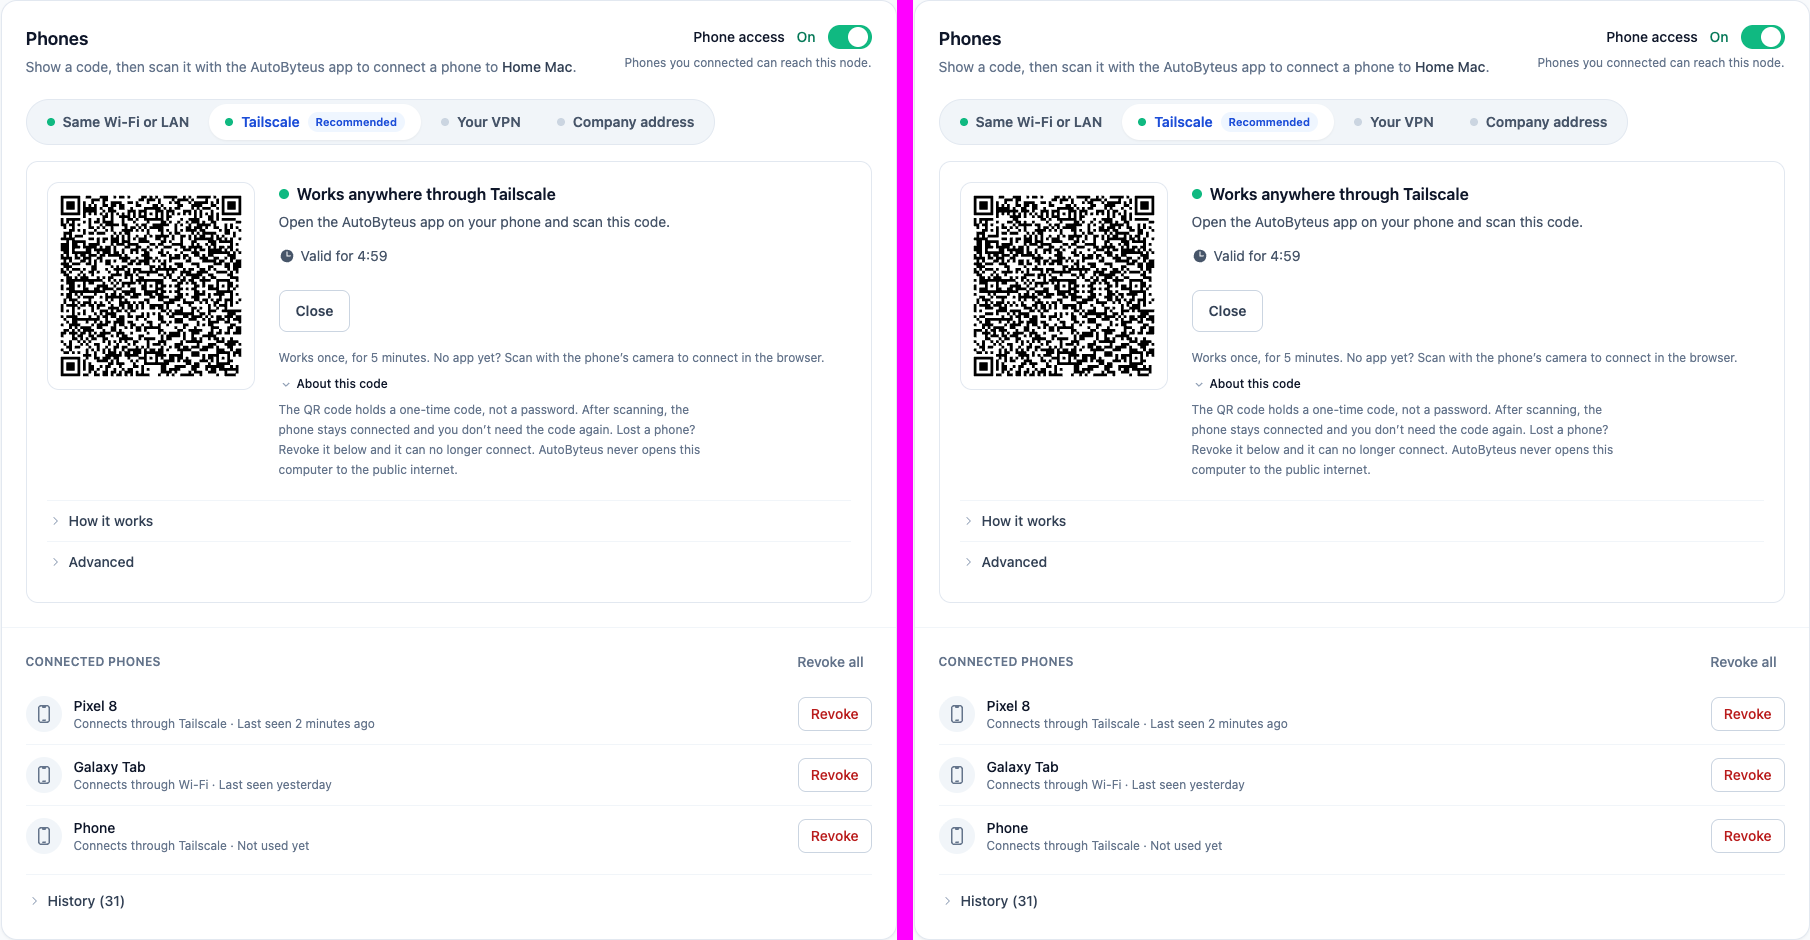 Phones
Phone access On
Show a code, then scan it with the AutoByteus app to connect a phone to Home Mac.
Phones you connected can reach this node.
Same Wi-Fi or LAN
Tailscale Recommended
Your VPN
Company address
Works anywhere through Tailscale
Open the AutoByteus app on your phone and scan this code.
Valid for 4:59
Close
Works once, for 5 minutes. No app yet? Scan with the phone’s camera to connect in the browser.
About this code
The QR code holds a one-time code, not a password. After scanning, the
phone stays connected and you don’t need the code again. Lost a phone?
Revoke it below and it can no longer connect. AutoByteus never opens this
computer to the public internet.
How it works
Advanced
CONNECTED PHONES
Revoke all
Pixel 8
Connects through Tailscale · Last seen 2 minutes ago
Revoke
Galaxy Tab
Connects through Wi-Fi · Last seen yesterday
Revoke
Phone
Connects through Tailscale · Not used yet
Revoke
History (31)
Phones
Phone access On
Show a code, then scan it with the AutoByteus app to connect a phone to Home Mac.
Phones you connected can reach this node.
Same Wi-Fi or LAN
Tailscale Recommended
Your VPN
Company address
Works anywhere through Tailscale
Open the AutoByteus app on your phone and scan this code.
Valid for 4:59
Close
Works once, for 5 minutes. No app yet? Scan with the phone’s camera to connect in the browser.
About this code
The QR code holds a one-time code, not a password. After scanning, the
phone stays connected and you don’t need the code again. Lost a phone?
Revoke it below and it can no longer connect. AutoByteus never opens this
computer to the public internet.
How it works
Advanced
CONNECTED PHONES
Revoke all
Pixel 8
Connects through Tailscale · Last seen 2 minutes ago
Revoke
Galaxy Tab
Connects through Wi-Fi · Last seen yesterday
Revoke
Phone
Connects through Tailscale · Not used yet
Revoke
History (31)